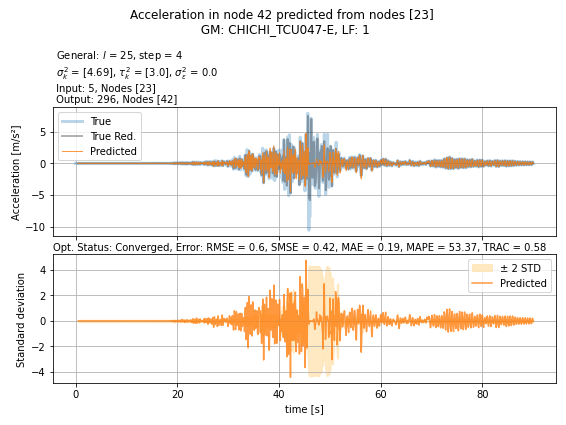 Acceleration in node 42 predicted from nodes [23]
GM: CHICHI_TCU047-E, LF: 1
General: l = 25, step = 4
σ²ₖ = [4.69], τ²ₖ = [3.0], σ²ε = 0.0
Input: 5, Nodes [23]
Output: 296, Nodes [42]
True
True Red.
Predicted
Acceleration [m/s²]
5
0
−5
−10
Opt. Status: Converged, Error: RMSE = 0.6, SMSE = 0.42, MAE = 0.19, MAPE = 53.37, TRAC = 0.58
± 2 STD
Predicted
Standard deviation
4
2
0
−2
−4
0 20 40 60 80
time [s]